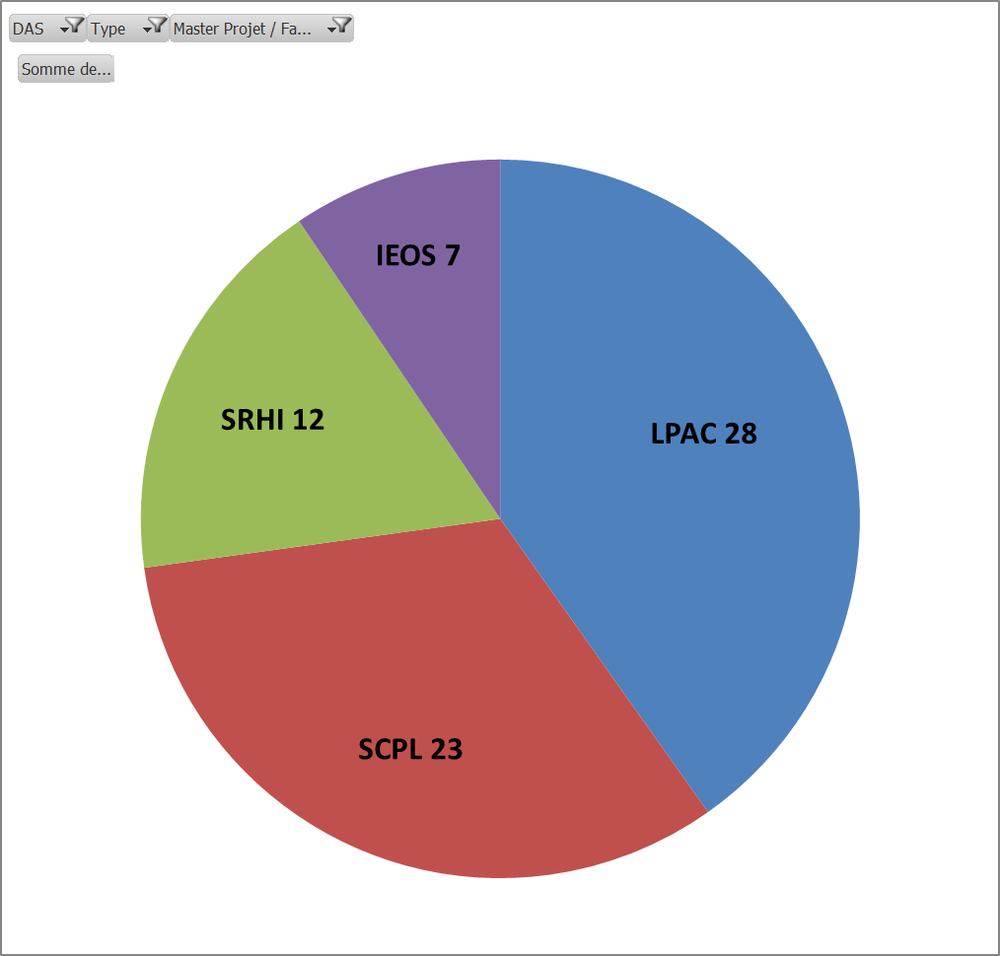 DAS Type Master Projet / Fa...
Somme de...
IEOS 7
SRHI 12
LPAC 28
SCPL 23